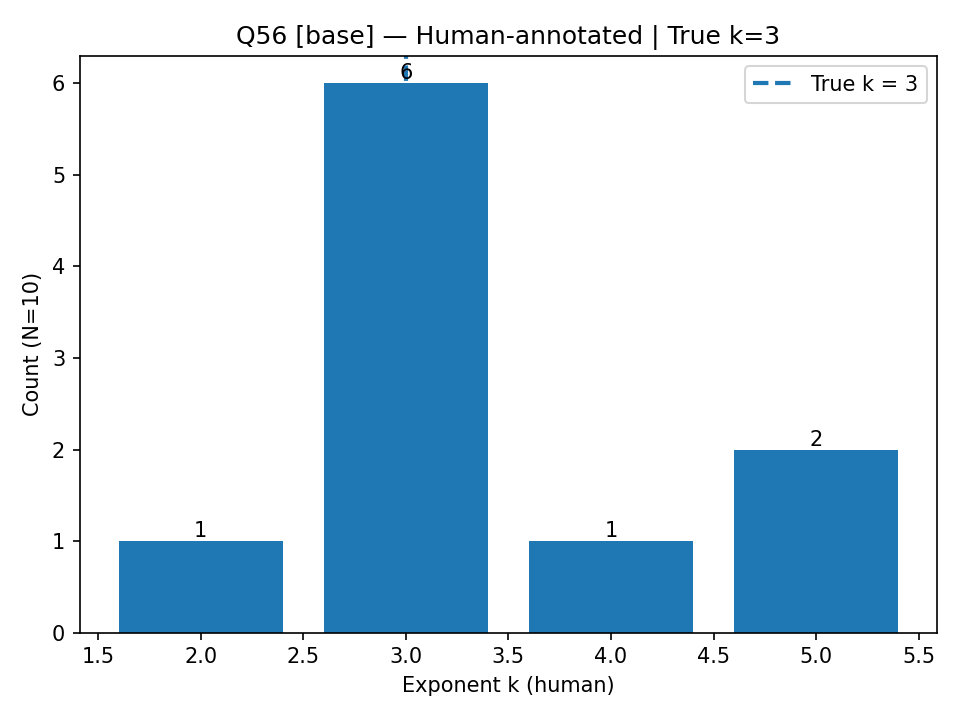 Q56 [base] — Human-annotated | True k=3
True k = 3
Count (N=10)
6
5
4
3
2
1
0
1
6
1
2
1.5 2.0 2.5 3.0 3.5 4.0 4.5 5.0 5.5
Exponent k (human)